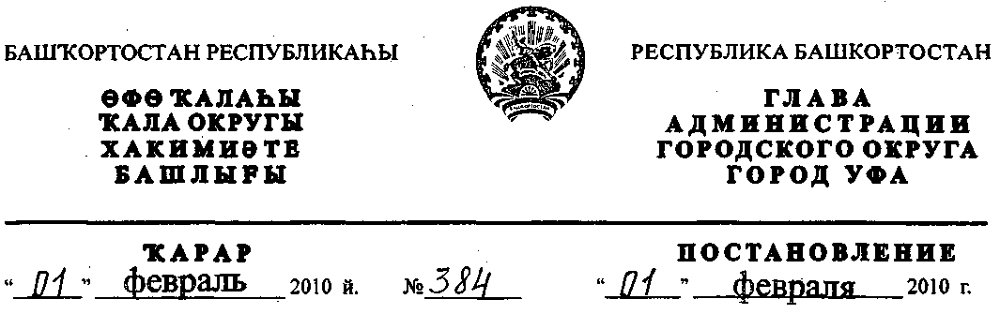 БАШҠОРТОСТАН РЕСПУБЛИКАҺЫ
ӨФӨ ҠАЛАҺЫ
ҠАЛА ОКРУГЫ
ХАКИМИӘТЕ
БАШЛЫҒЫ
РЕСПУБЛИКА БАШКОРТОСТАН
ГЛАВА
АДМИНИСТРАЦИИ
ГОРОДСКОГО ОКРУГА
ГОРОД УФА
ҠАРАР
ПОСТАНОВЛЕНИЕ
“ 01 ” февраль 2010 й. № 384 “ 01 ” февраля 2010 г.